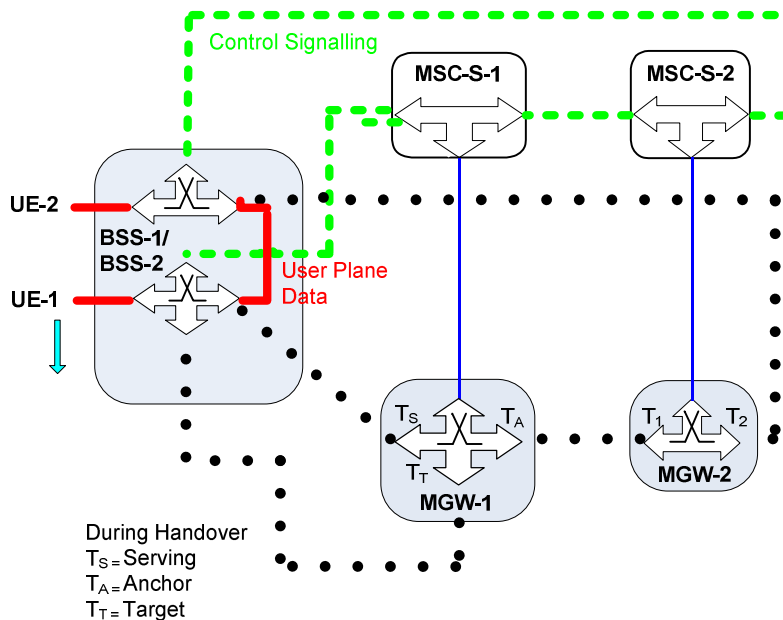 Control Signalling
MSC-S-1
MSC-S-2
UE-2
BSS-1/
BSS-2
User Plane
Data
UE-1
TS
TA
TT
MGW-1
T1
T2
MGW-2
During Handover
TS = Serving
TA = Anchor
TT = Target